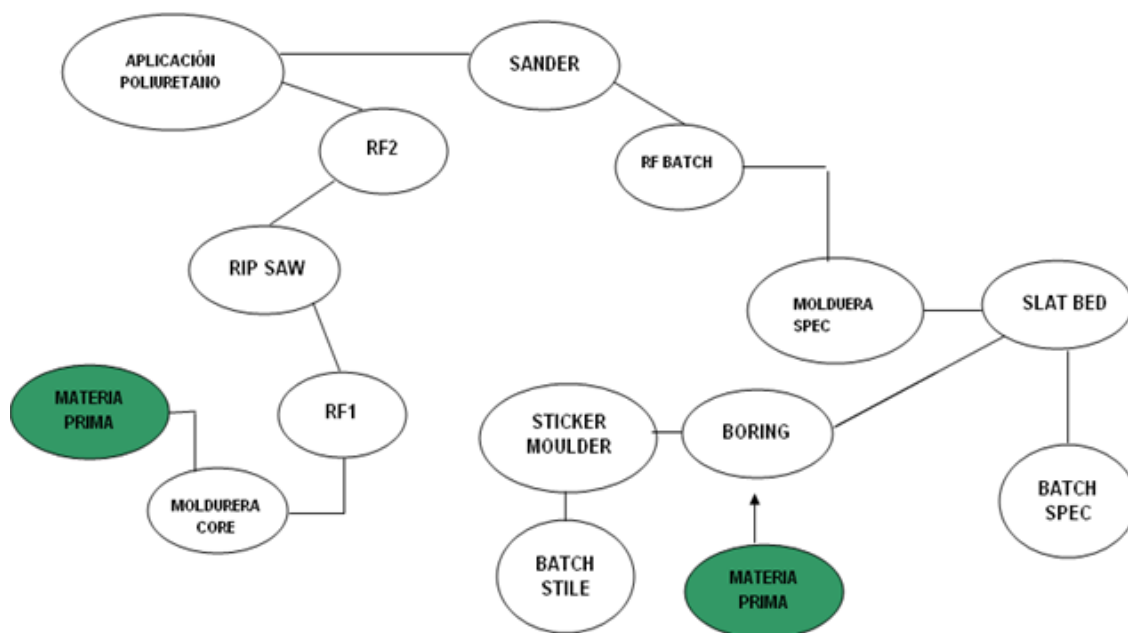 APLICACIÓN
POLIURETANO
SANDER
RF2
RF BATCH
RIP SAW
MOLDUERA
SPEC
SLAT BED
MATERIA
PRIMA
RF1
STICKER
MOULDER
BORING
MOLDURERA
CORE
BATCH
SPEC
BATCH
STILE
MATERIA
PRIMA